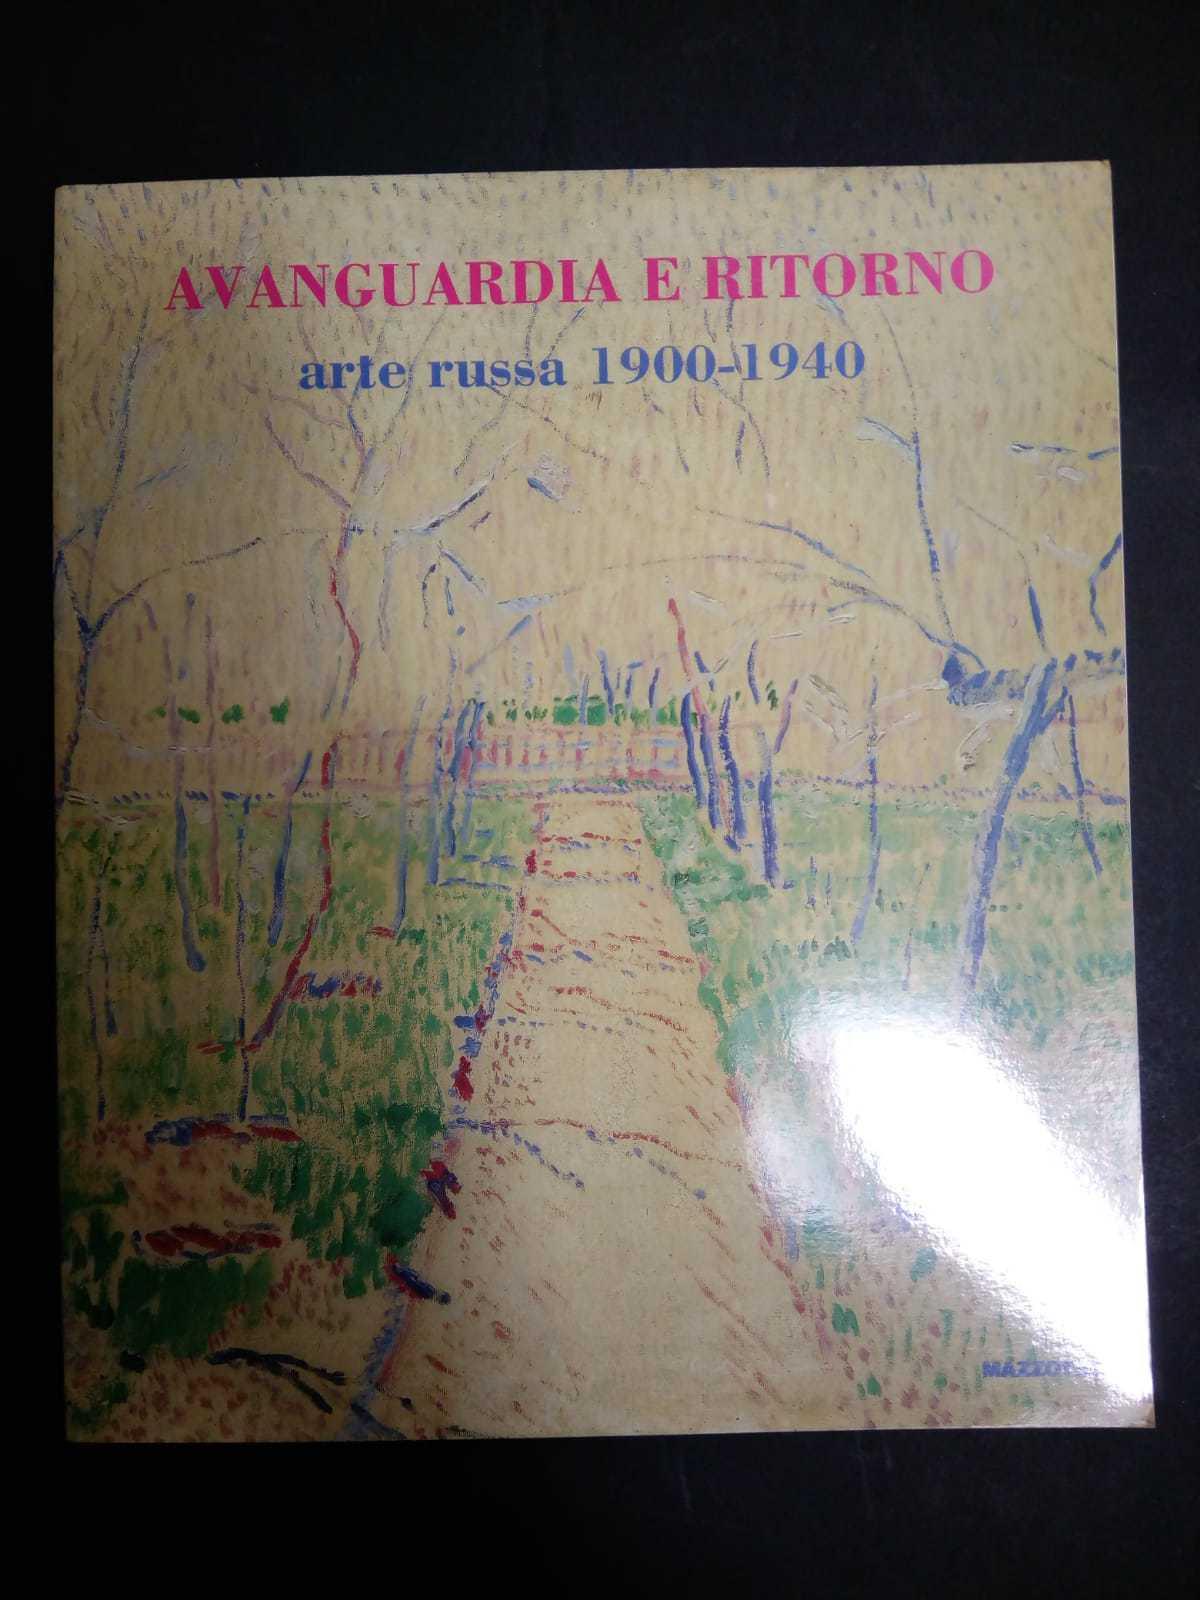 AVANGUARDIA E RITORNO
arte russa 1900-1940